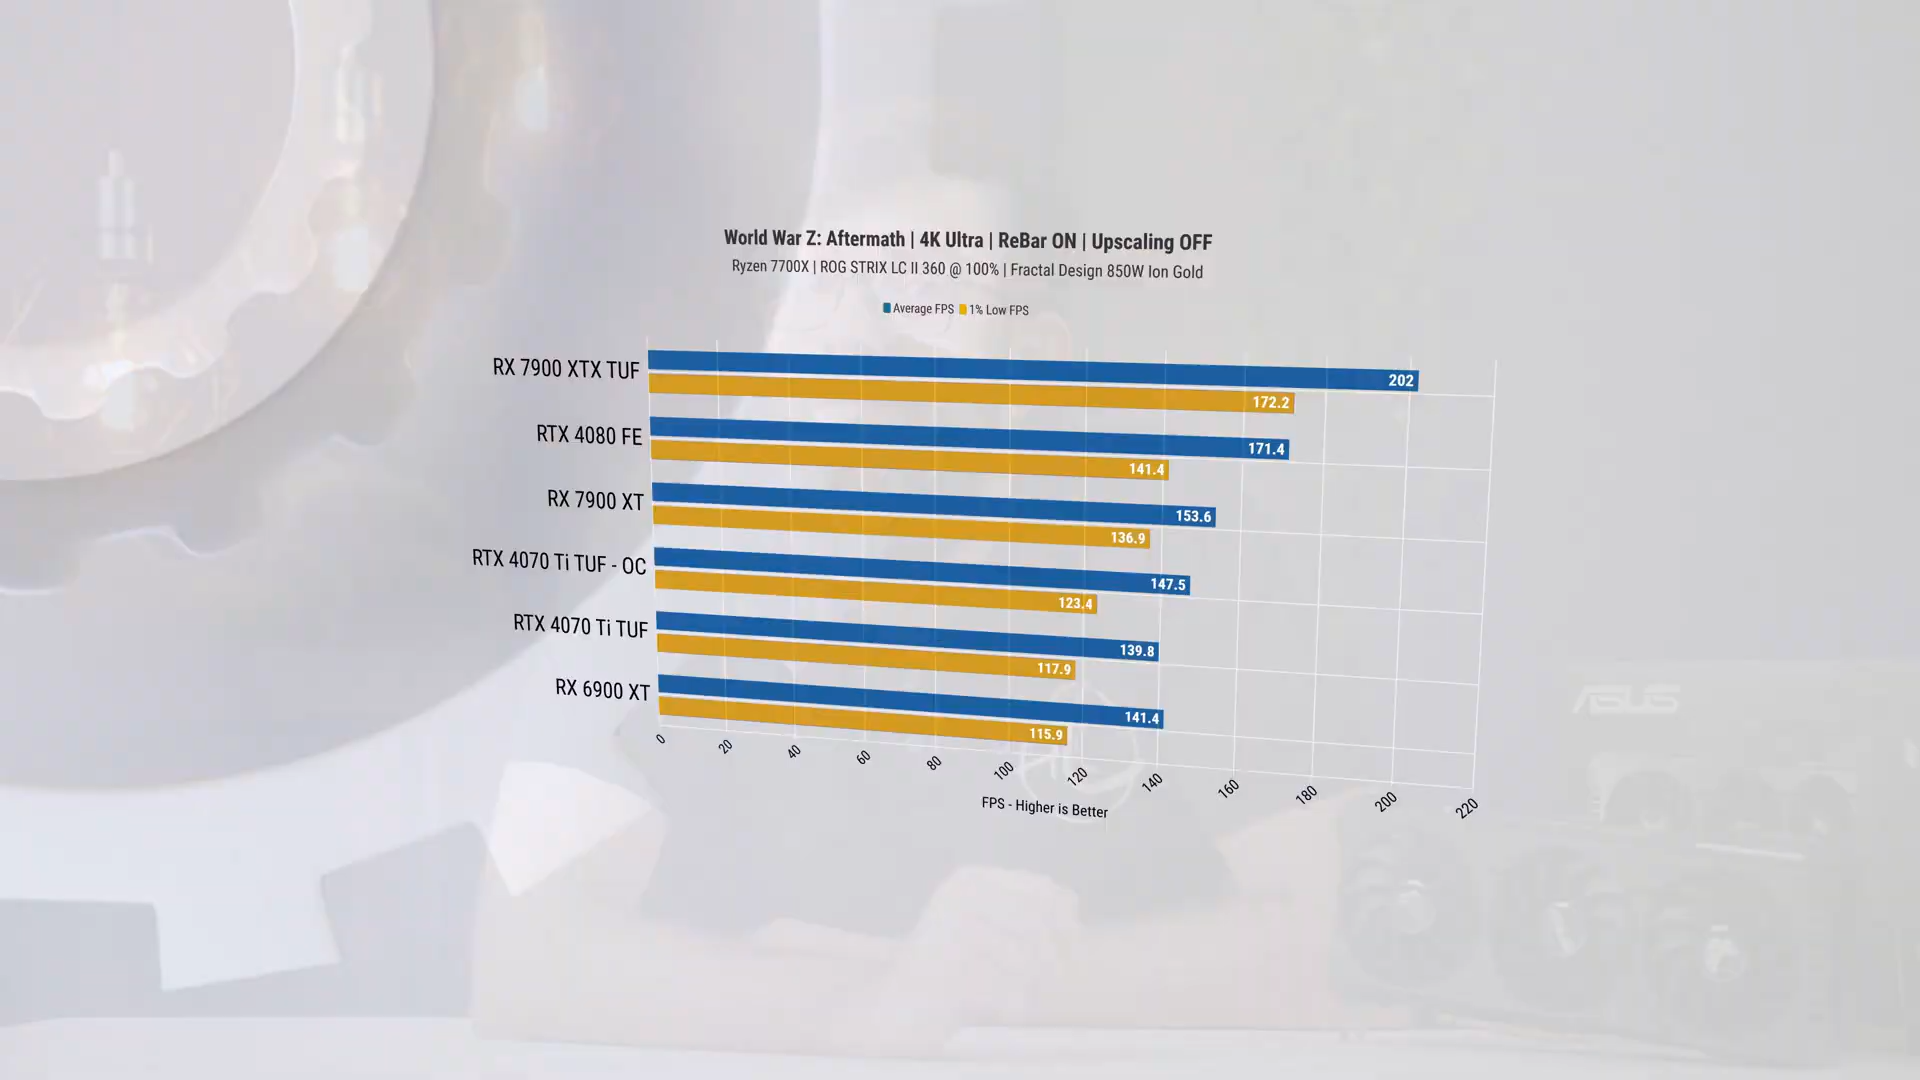 World War Z: Aftermath | 4K Ultra | ReBar ON | Upscaling OFF
Ryzen 7700X | ROG STRIX LC II 360 @ 100% | Fractal Design 850W Ion Gold
Average FPS 1% Low FPS
RX 7900 XTX TUF 202
172.2
RTX 4080 FE 171.4
141.4
RX 7900 XT 153.6
136.9
RTX 4070 Ti TUF - OC 147.5
123.4
RTX 4070 Ti TUF 139.8
117.9
RX 6900 XT 141.4
115.9
0 20 40 60 80 100 120 140 160 180 200 220
FPS - Higher is Better
ASUS